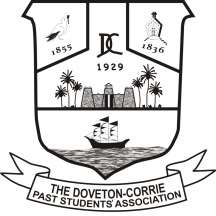 DC
1855
1836
1929
THE DOVETON-CORRIE
PAST STUDENTS' ASSOCIATION